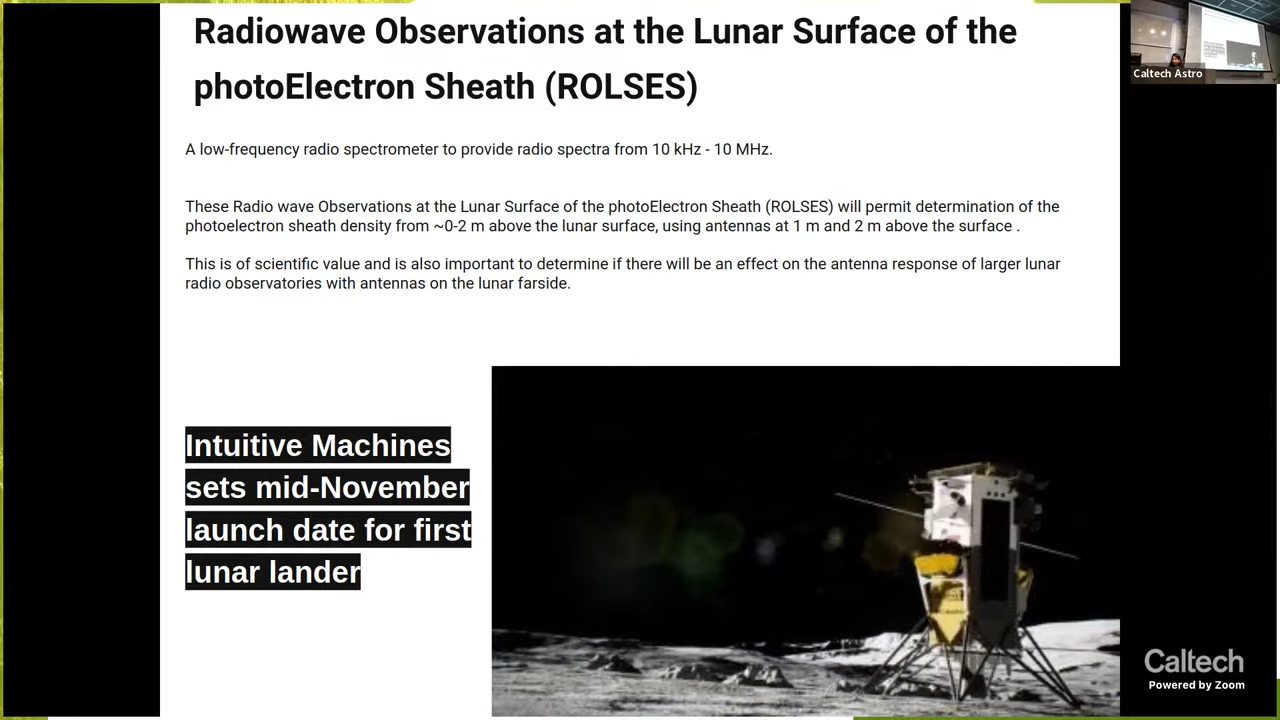 Radiowave Observations at the Lunar Surface of the
photoElectron Sheath (ROLSES)
A low-frequency radio spectrometer to provide radio spectra from 10 kHz - 10 MHz.
These Radio wave Observations at the Lunar Surface of the photoElectron Sheath (ROLSES) will permit determination of the
photoelectron sheath density from ~0-2 m above the lunar surface, using antennas at 1 m and 2 m above the surface .
This is of scientific value and is also important to determine if there will be an effect on the antenna response of larger lunar
radio observatories with antennas on the lunar farside.
Intuitive Machines
sets mid-November
launch date for first
lunar lander
Caltech Astro
Caltech
Powered by Zoom